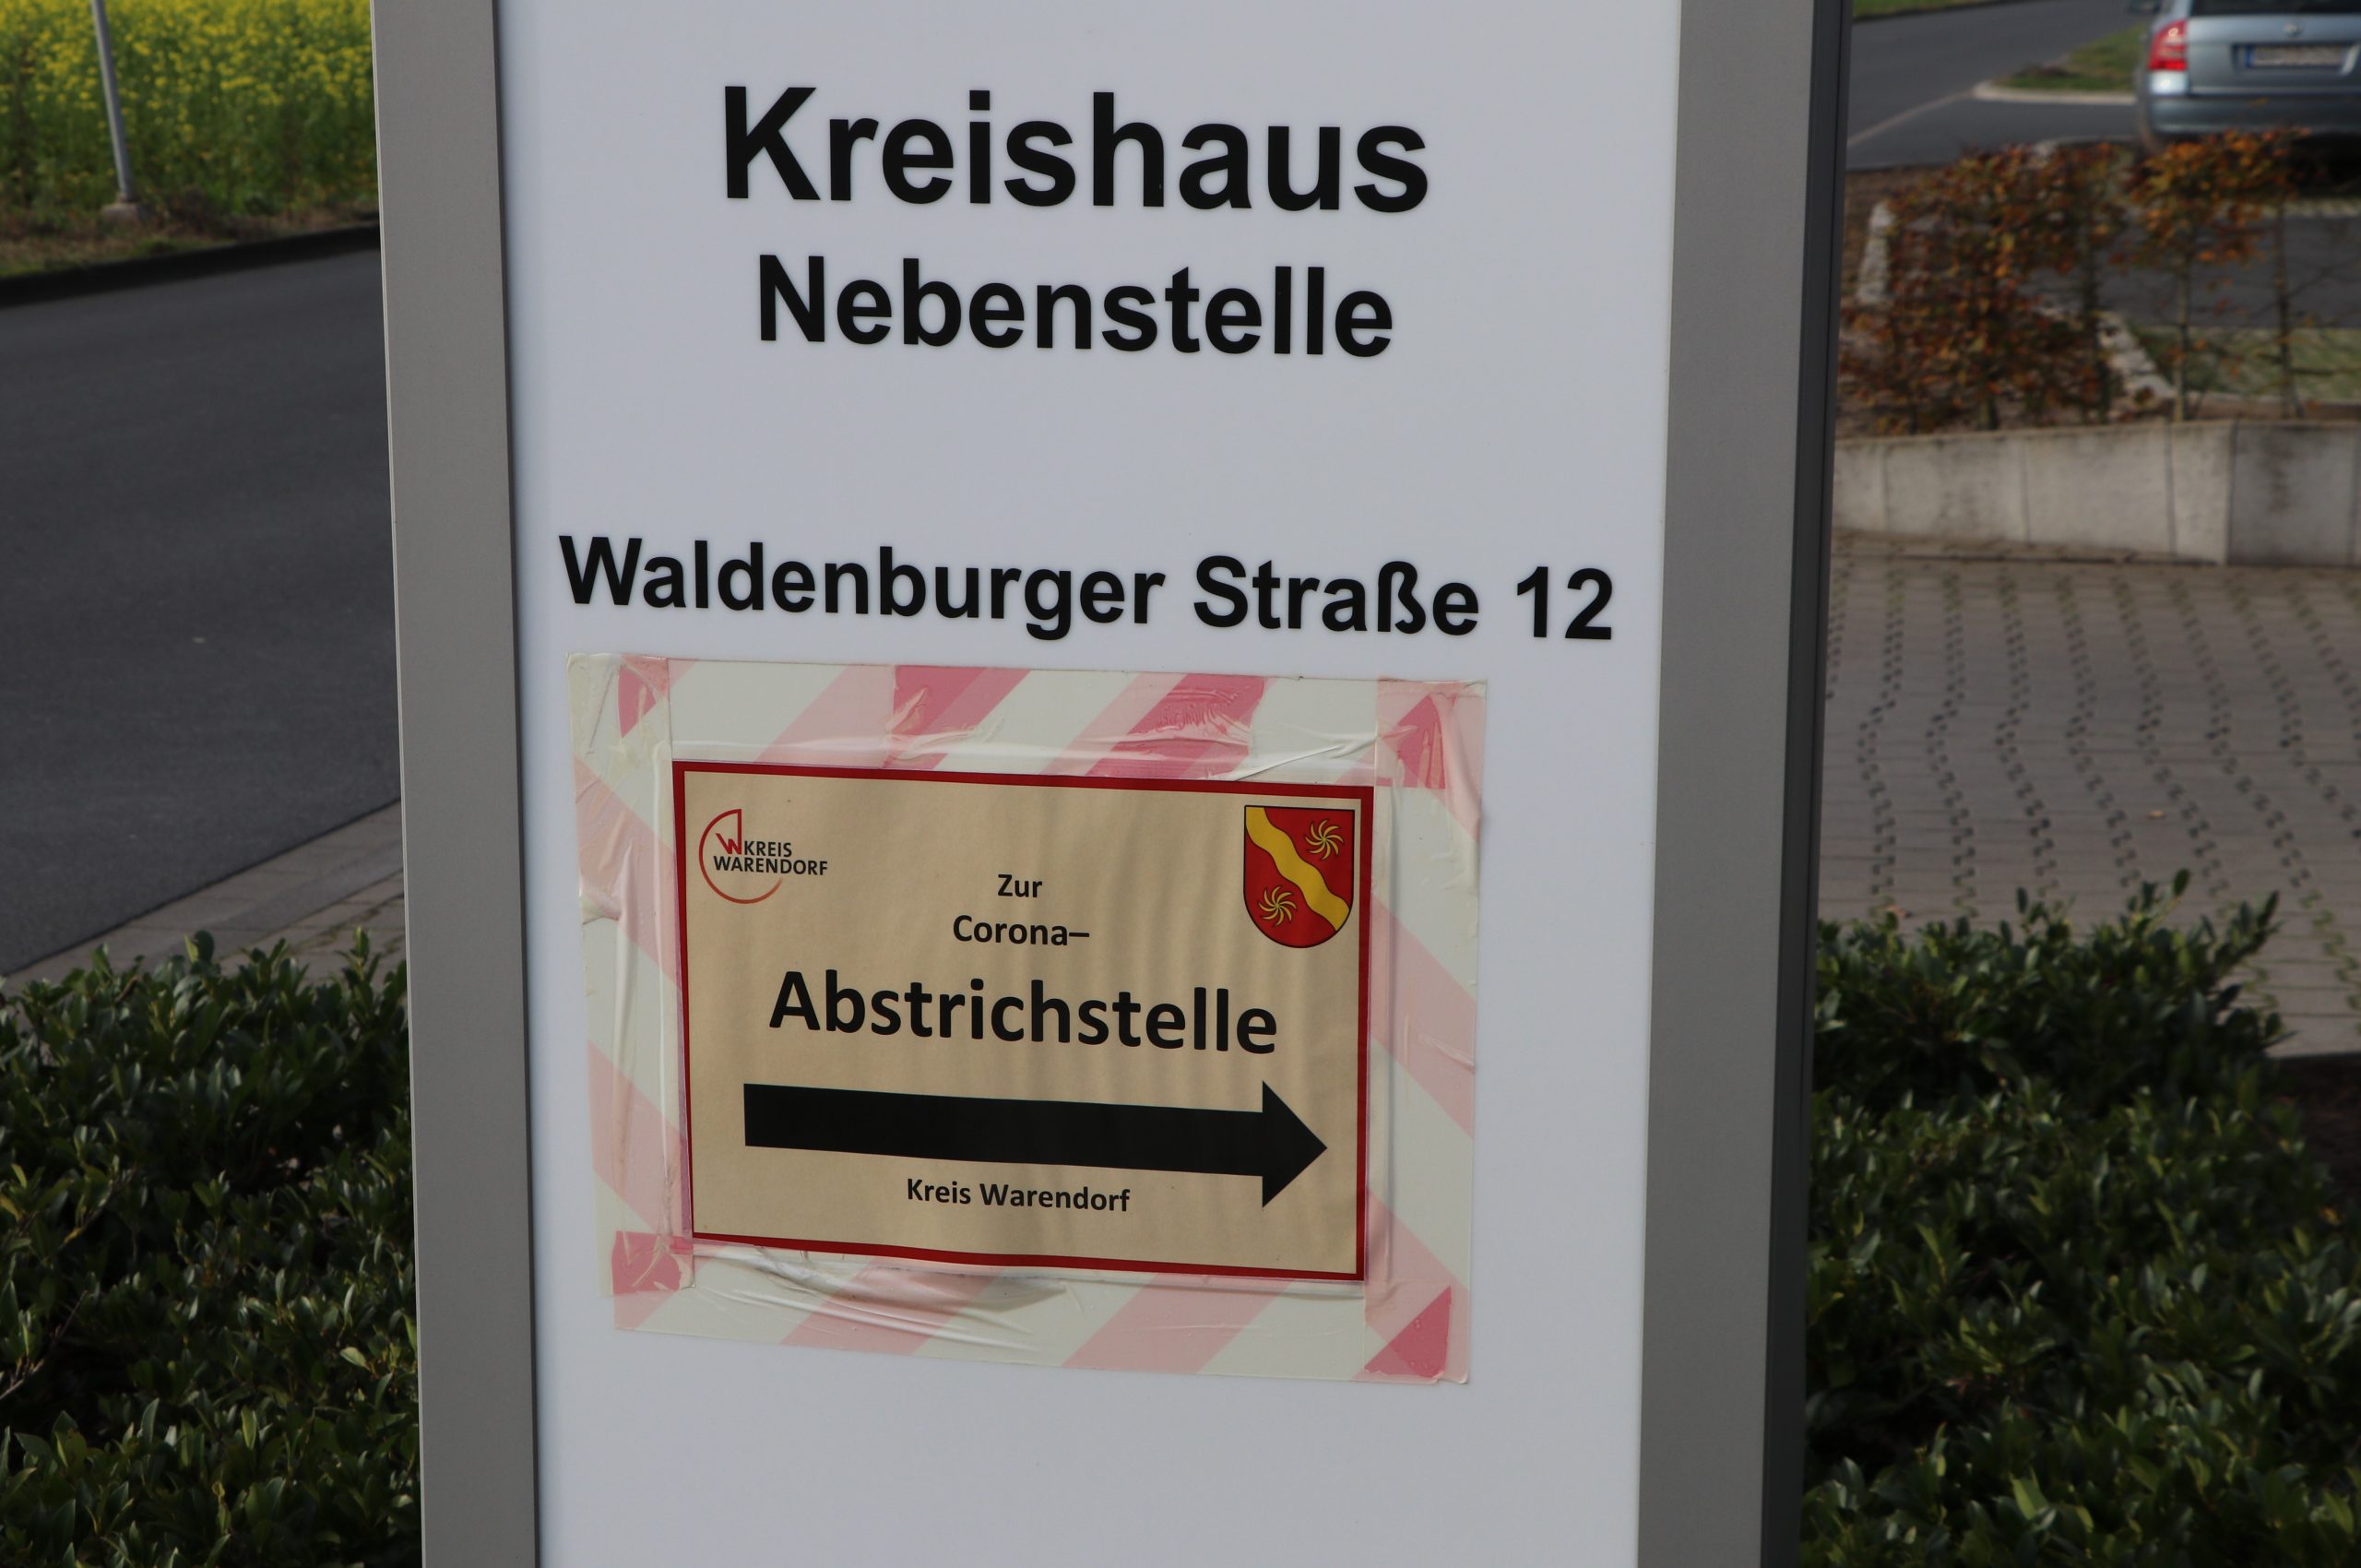 Kreishaus
Nebenstelle
Waldenburger Straße 12
KREIS
WARENDORF
Zur
Corona–
Abstrichstelle
Kreis Warendorf